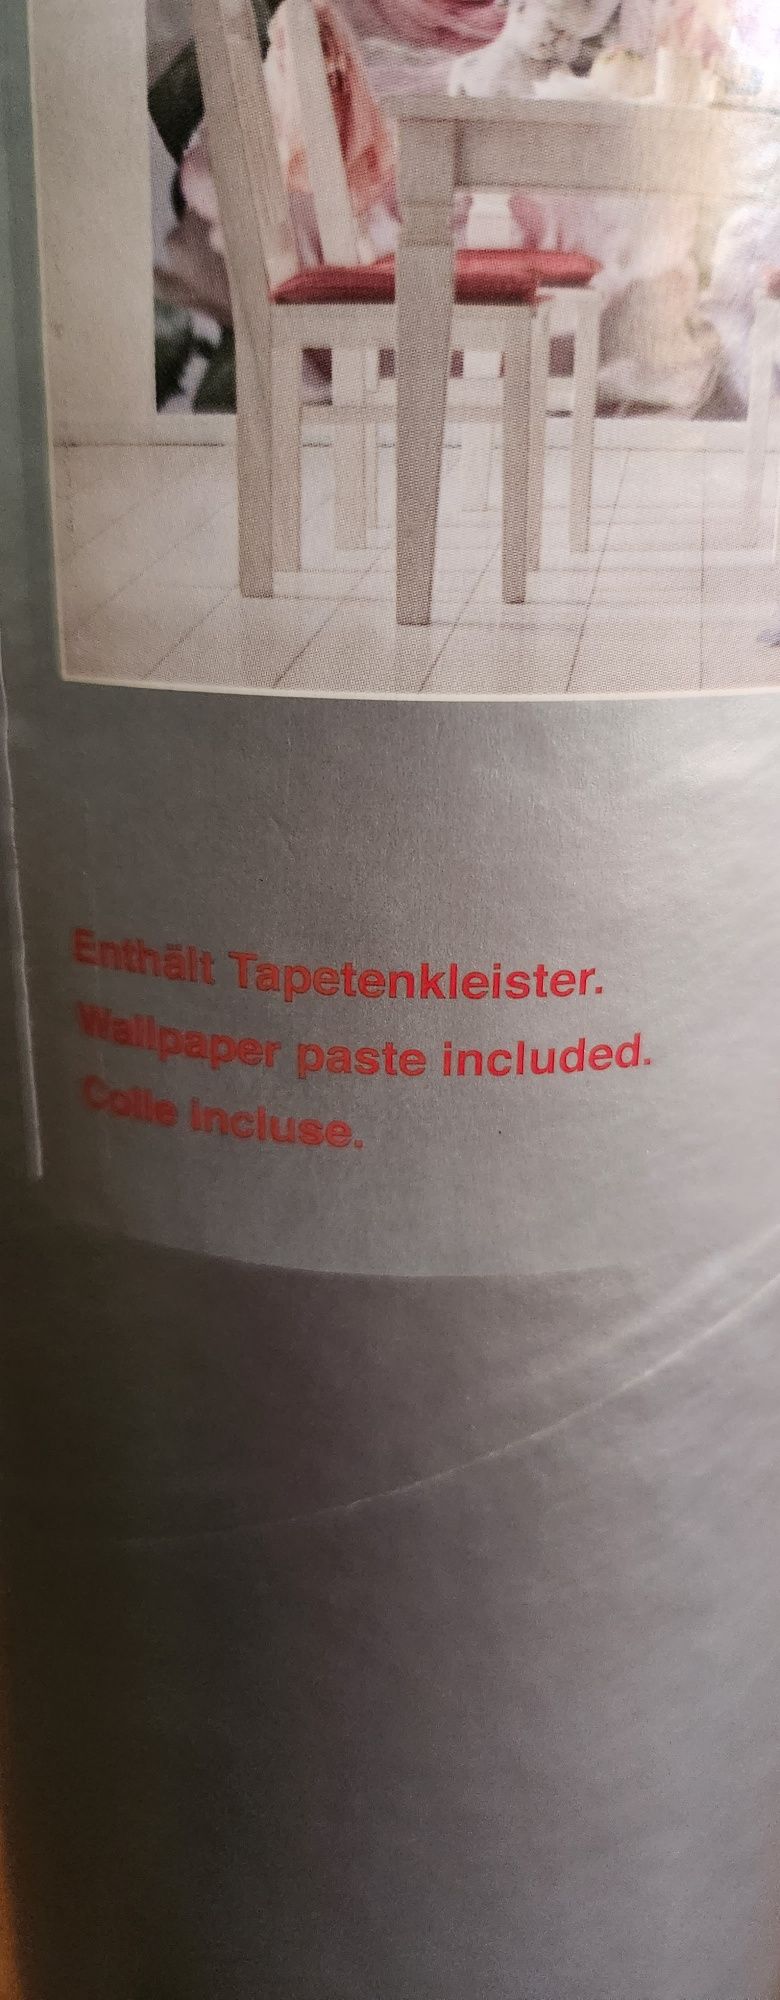 Enthält Tapetenkleister.
Wallpaper paste included.
Colle incluse.